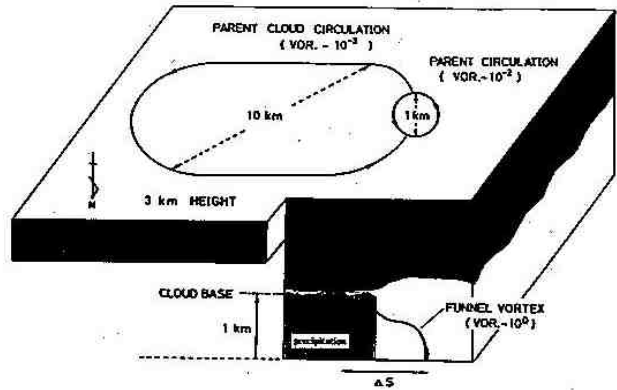 PARENT CLOUD CIRCULATION
( VOR. ~ 10⁻³ )
PARENT CIRCULATION
( VOR. ~10⁻² )
10 km
1 km
N
3 km HEIGHT
CLOUD BASE
1 km
precipitation
FUNNEL VORTEX
( VOR. ~10⁰ )
Δ S